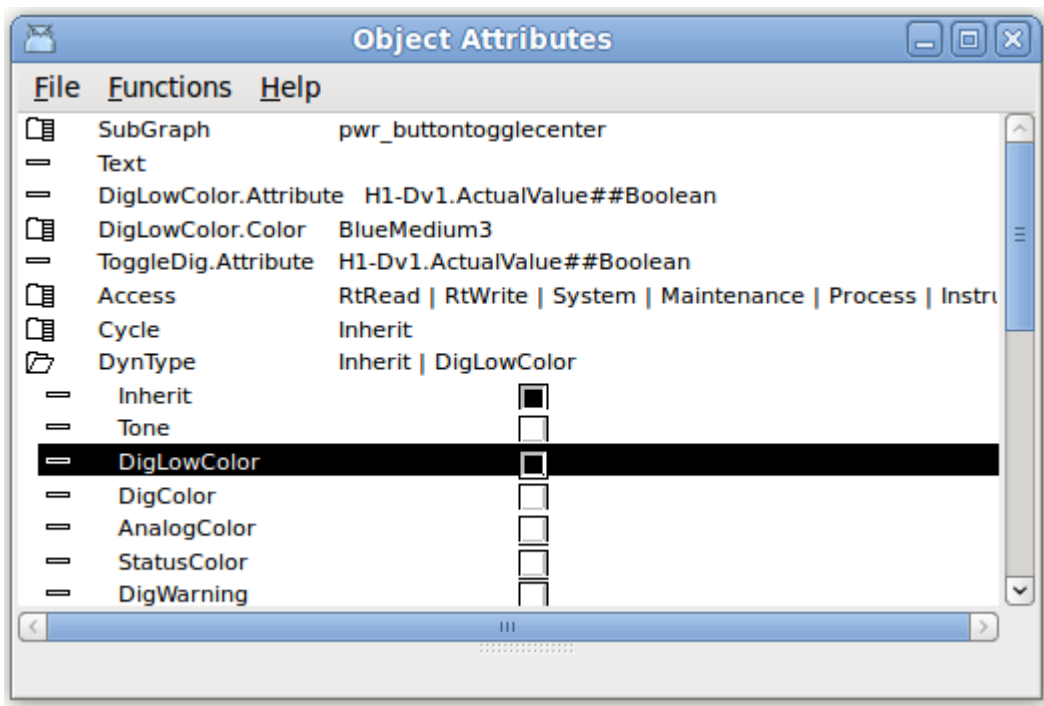 Object Attributes
File Functions Help
SubGraph pwr_buttontogglecenter
Text
DigLowColor.Attribute H1-Dv1.ActualValue##Boolean
DigLowColor.Color BlueMedium3
ToggleDig.Attribute H1-Dv1.ActualValue##Boolean
Access RtRead | RtWrite | System | Maintenance | Process |
Cycle Inherit
DynType Inherit | DigLowColor
Inherit
Tone
DigLowColor
DigColor
AnalogColor
StatusColor
DigWarning